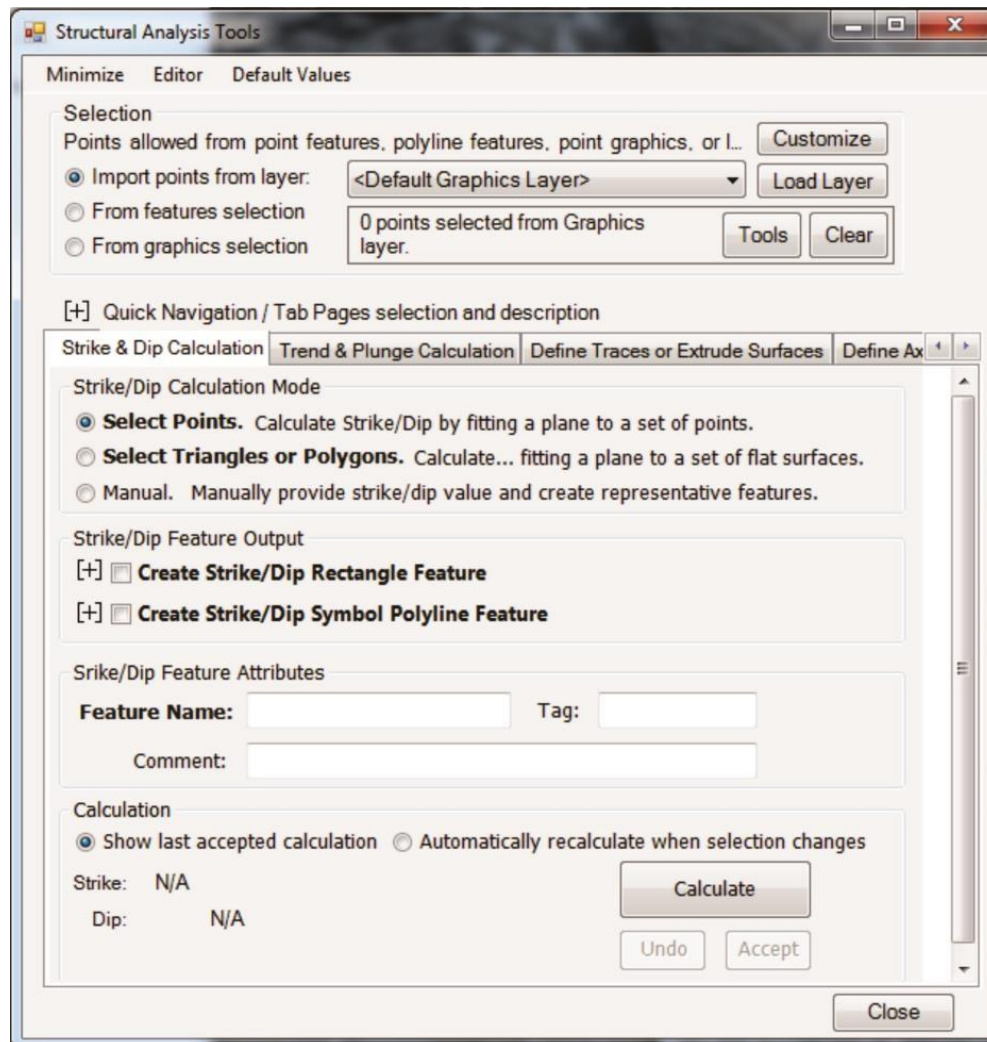 Structural Analysis Tools
Minimize Editor Default Values
Selection
Points allowed from point features, polyline features, point graphics, or l... Customize
Import points from layer: <Default Graphics Layer> Load Layer
From features selection
0 points selected from Graphics
layer.
Tools Clear
From graphics selection
[+] Quick Navigation / Tab Pages selection and description
Strike & Dip Calculation Trend & Plunge Calculation Define Traces or Extrude Surfaces Define Ax
Strike/Dip Calculation Mode
Select Points. Calculate Strike/Dip by fitting a plane to a set of points.
Select Triangles or Polygons. Calculate... fitting a plane to a set of flat surfaces.
Manual. Manually provide strike/dip value and create representative features.
Strike/Dip Feature Output
[+] Create Strike/Dip Rectangle Feature
[+] Create Strike/Dip Symbol Polyline Feature
Srike/Dip Feature Attributes
Feature Name: Tag:
Comment:
Calculation
Show last accepted calculation Automatically recalculate when selection changes
Strike: N/A Calculate
Dip: N/A
Undo Accept
Close